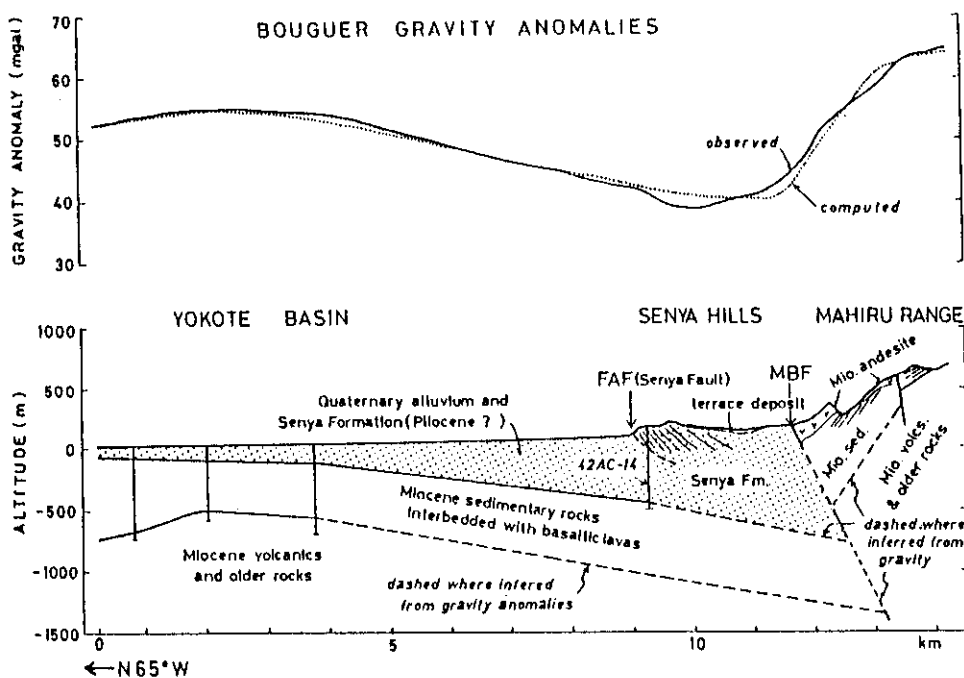 BOUGUER GRAVITY ANOMALIES
GRAVITY ANOMALY (mgal)
70
60
50
40
30
observed
computed
YOKOTE BASIN
SENYA HILLS
MAHIRU RANGE
ALTITUDE (m)
1000
500
0
-500
-1000
-1500
FAF (Senya Fault)
MBF
Mio. andesite
terrace deposit
Quaternary alluvium and
Senya Formation (Pliocene ?)
42AC-14
Senya Fm.
Mio. sed.
Mio. volcs.
& older rocks
Miocene sedimentary rocks
interbedded with basaltic lavas
Miocene volcanics
and older rocks
dashed where infered
from gravity anomalies
dashed where
inferred from
gravity
0
5
10
km
← N65°W